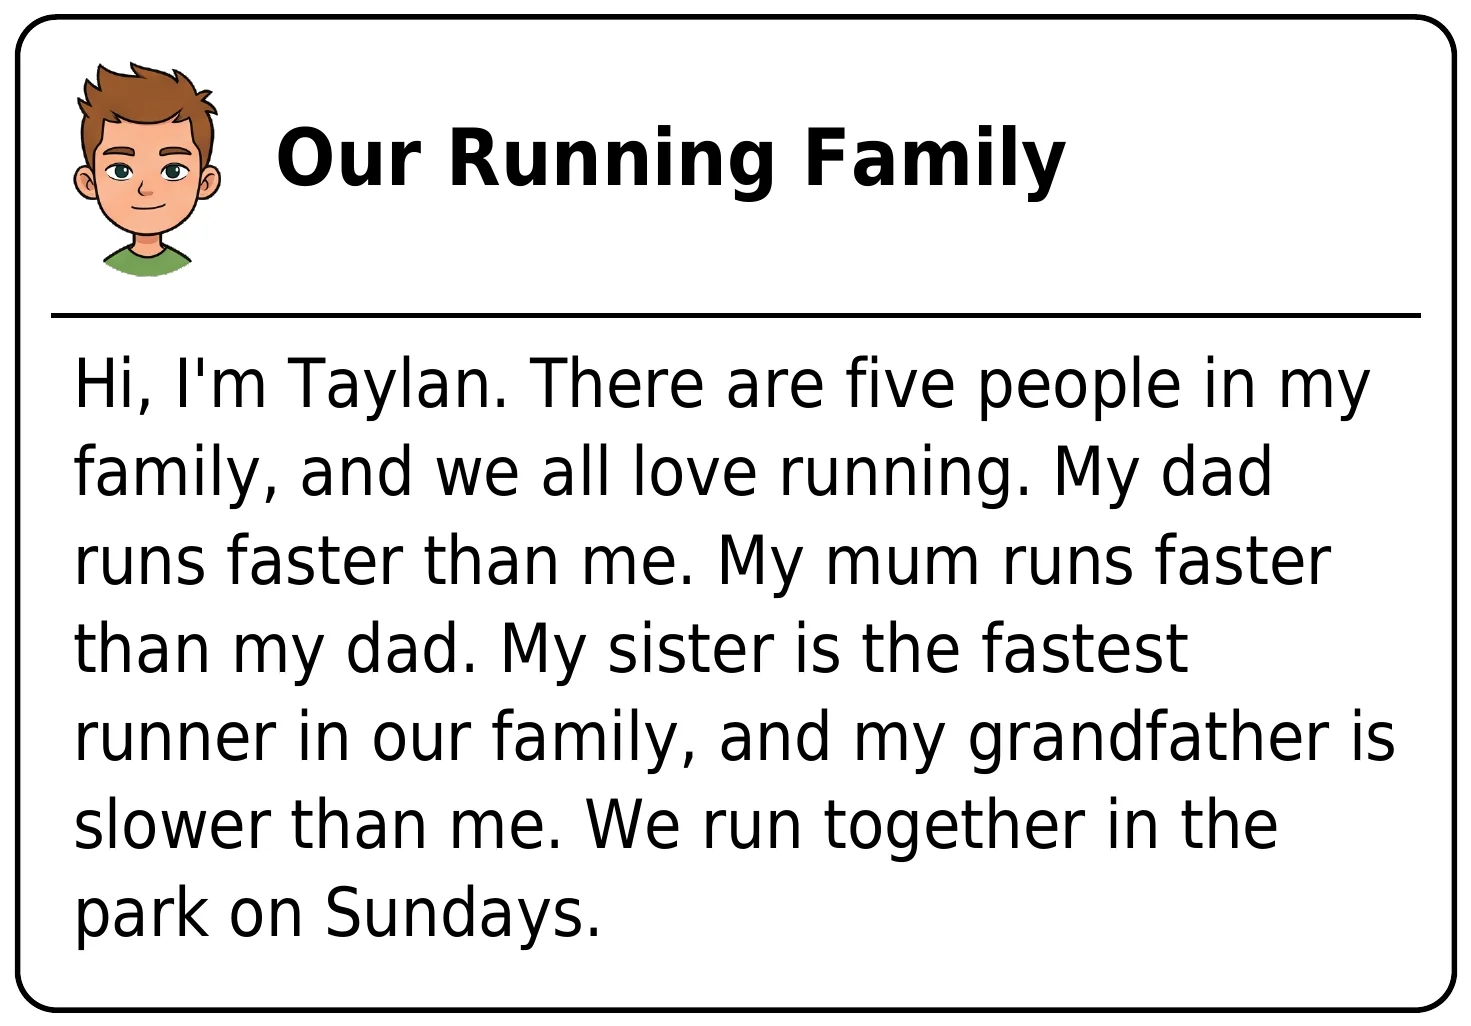 Our Running Family
Hi, I'm Taylan. There are five people in my
family, and we all love running. My dad
runs faster than me. My mum runs faster
than my dad. My sister is the fastest
runner in our family, and my grandfather is
slower than me. We run together in the
park on Sundays.